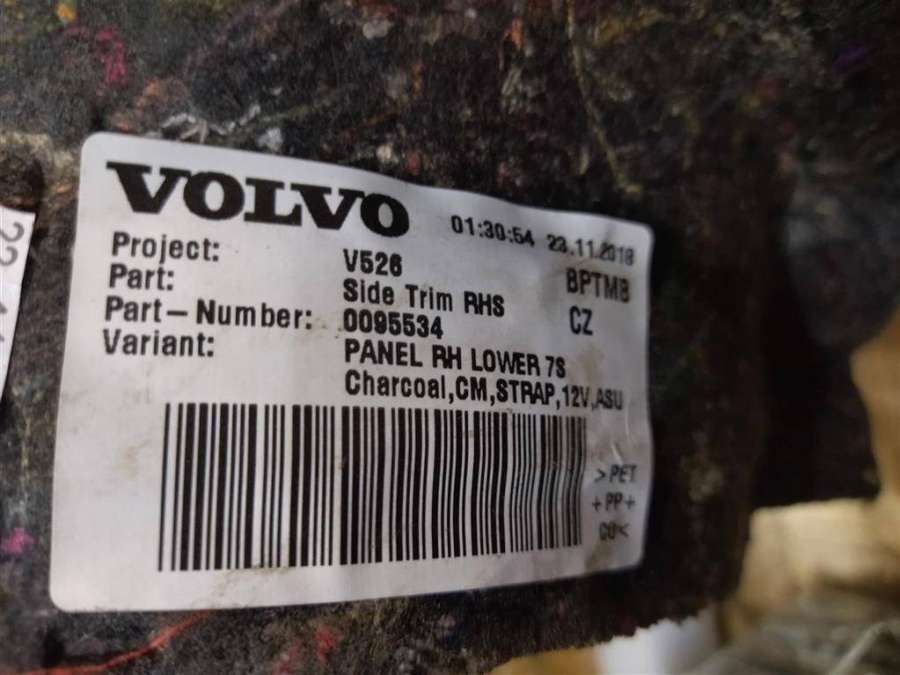 VOLVO 01:30:54 23.11.2018
Project: V526 BPTMB
Part: Side Trim RHS CZ
Part-Number: 0095534
Variant: PANEL RH LOWER 7S
Charcoal,CM,STRAP,12V,ASU
>PET
+PP+
CO<
22